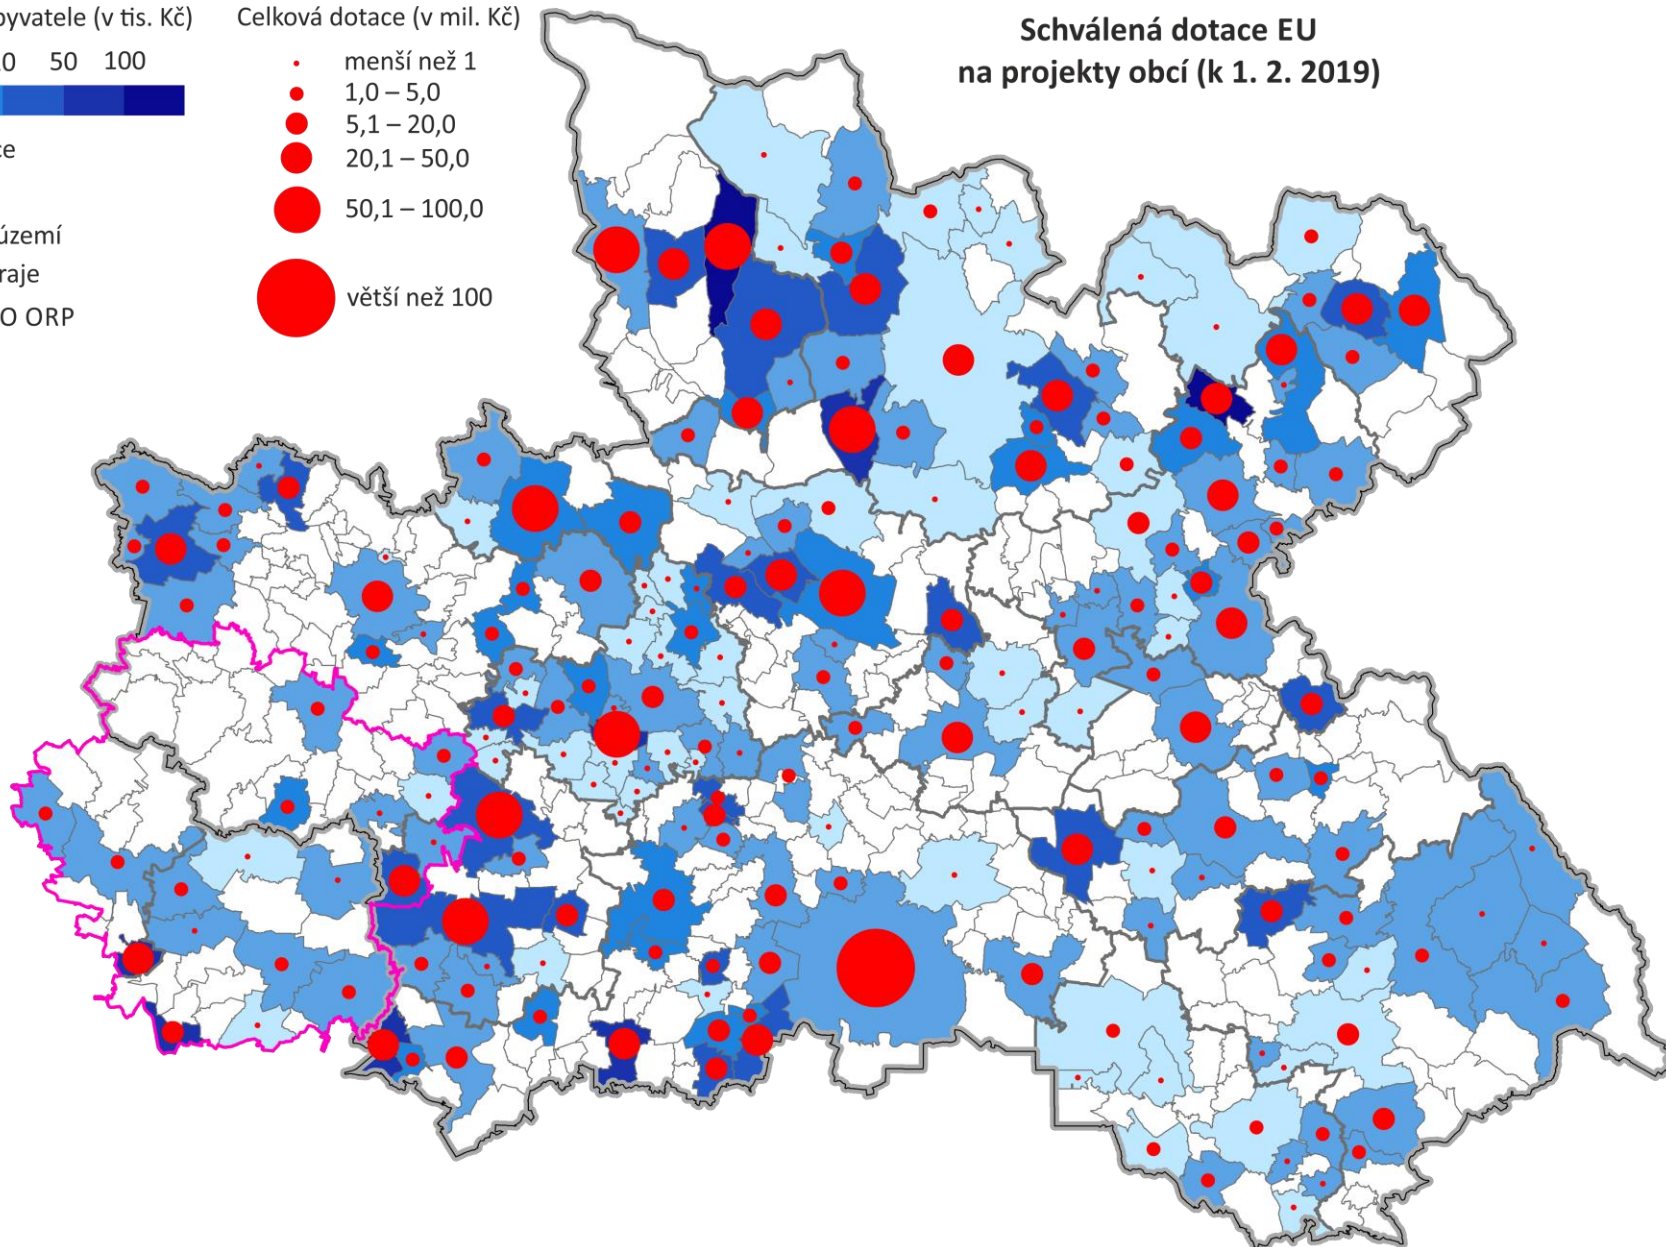 Schválená dotace EU
na projekty obcí (k 1. 2. 2019)
(v tis. Kč)
50 100
území
ORP
Celková dotace (v mil. Kč)
menší než 1
1,0 – 5,0
5,1 – 20,0
20,1 – 50,0
50,1 – 100,0
větší než 100